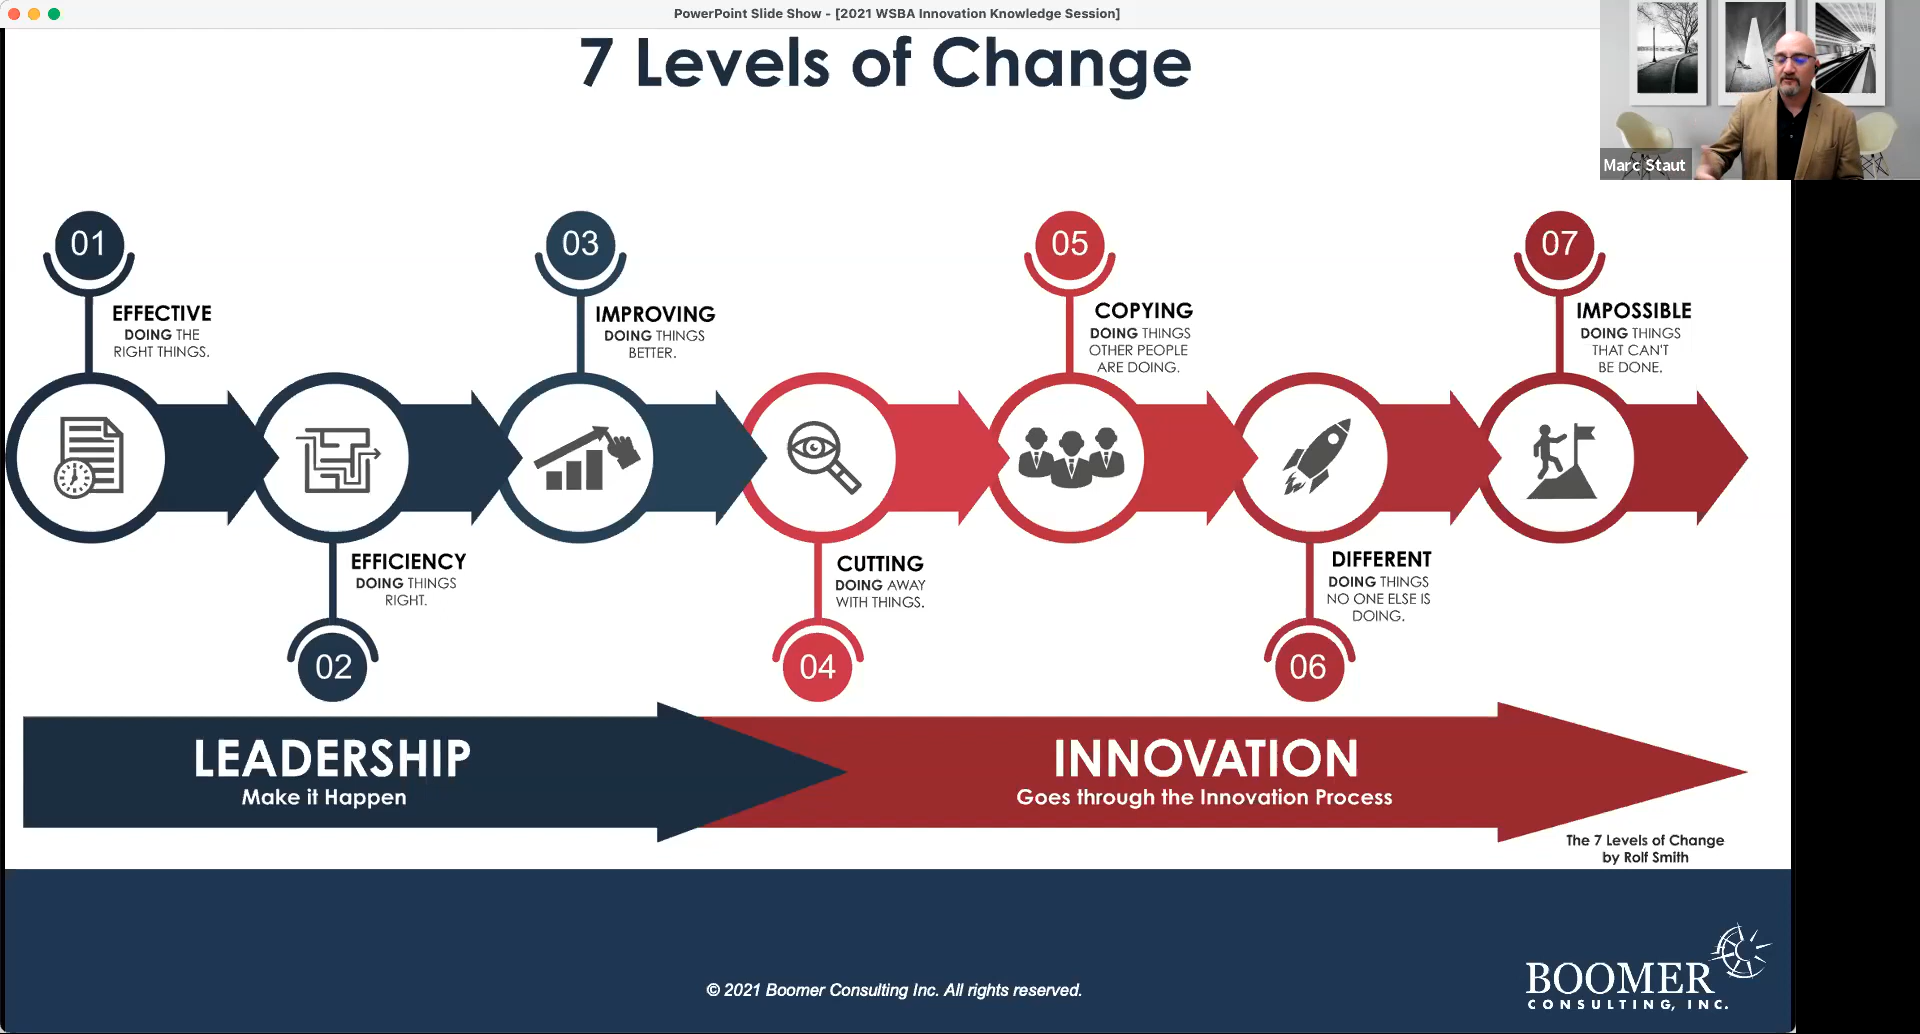 PowerPoint Slide Show - [2021 WSBA Innovation Knowledge Session]
7 Levels of Change
Marc Staut
01
EFFECTIVE
DOING THE
RIGHT THINGS.
02
EFFICIENCY
DOING THINGS
RIGHT.
03
IMPROVING
DOING THINGS
BETTER.
04
CUTTING
DOING AWAY
WITH THINGS.
05
COPYING
DOING THINGS
OTHER PEOPLE
ARE DOING.
06
DIFFERENT
DOING THINGS
NO ONE ELSE IS
DOING.
07
IMPOSSIBLE
DOING THINGS
THAT CAN'T
BE DONE.
LEADERSHIP
Make it Happen
INNOVATION
Goes through the Innovation Process
The 7 Levels of Change
by Rolf Smith
© 2021 Boomer Consulting Inc. All rights reserved.
BOOMER
CONSULTING, INC.